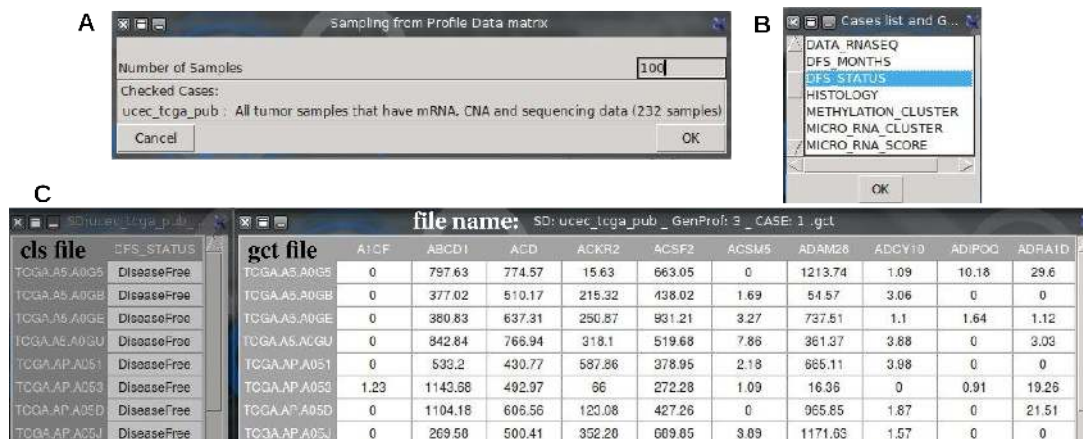 A
Sampling from Profile Data matrix
Number of Samples 100
Checked Cases:
ucec_tcga_pub : All tumor samples that have mRNA, CNA and sequencing data (232 samples)
Cancel OK
B
Cases list and G...
DATA_RNASEQ
DFS_MONTHS
DFS_STATUS
HISTOLOGY
METHYLATION_CLUSTER
MICRO_RNA_CLUSTER
MICRO_RNA_SCORE
OK
C
SD:ucec_tcga_pub_
cls file DFS_STATUS
TCGA.A5.A0G5 DiseaseFree
TCGA.A5.A0GB DiseaseFree
TCGA.A5.A0GE DiseaseFree
TCGA.A5.A0GU DiseaseFree
TCGA.AP.A051 DiseaseFree
TCGA.AP.A053 DiseaseFree
TCGA.AP.A05D DiseaseFree
TCGA.AP.A05J DiseaseFree
file name: SD: ucec_tcga_pub _ GenProf: 3 _ CASE: 1 .gct
gct file A1CF ABCD1 ACD ACKR2 ACSF2 ACSM5 ADAM28 ADCY10 ADIPOQ ADRA1D
TCGA.A5.A0G5 0 797.63 774.57 15.63 663.05 0 1213.74 1.09 10.18 29.6
TCGA.A5.A0GB 0 377.02 510.17 215.32 438.02 1.69 54.57 3.06 0 0
TCGA.A5.A0GE 0 380.83 637.31 250.87 931.21 3.27 737.51 1.1 1.64 1.12
TCGA.A5.A0GU 0 842.84 766.94 318.1 519.68 7.86 361.37 3.88 0 3.03
TCGA.AP.A051 0 533.2 430.77 587.86 378.95 2.18 665.11 3.98 0 0
TCGA.AP.A053 1.23 1143.68 492.97 66 272.28 1.09 16.36 0 0.91 19.26
TCGA.AP.A05D 0 1104.18 606.56 123.08 427.26 0 965.85 1.87 0 21.51
TCGA.AP.A05J 0 269.58 500.41 352.28 689.85 3.89 1171.63 1.57 0 0